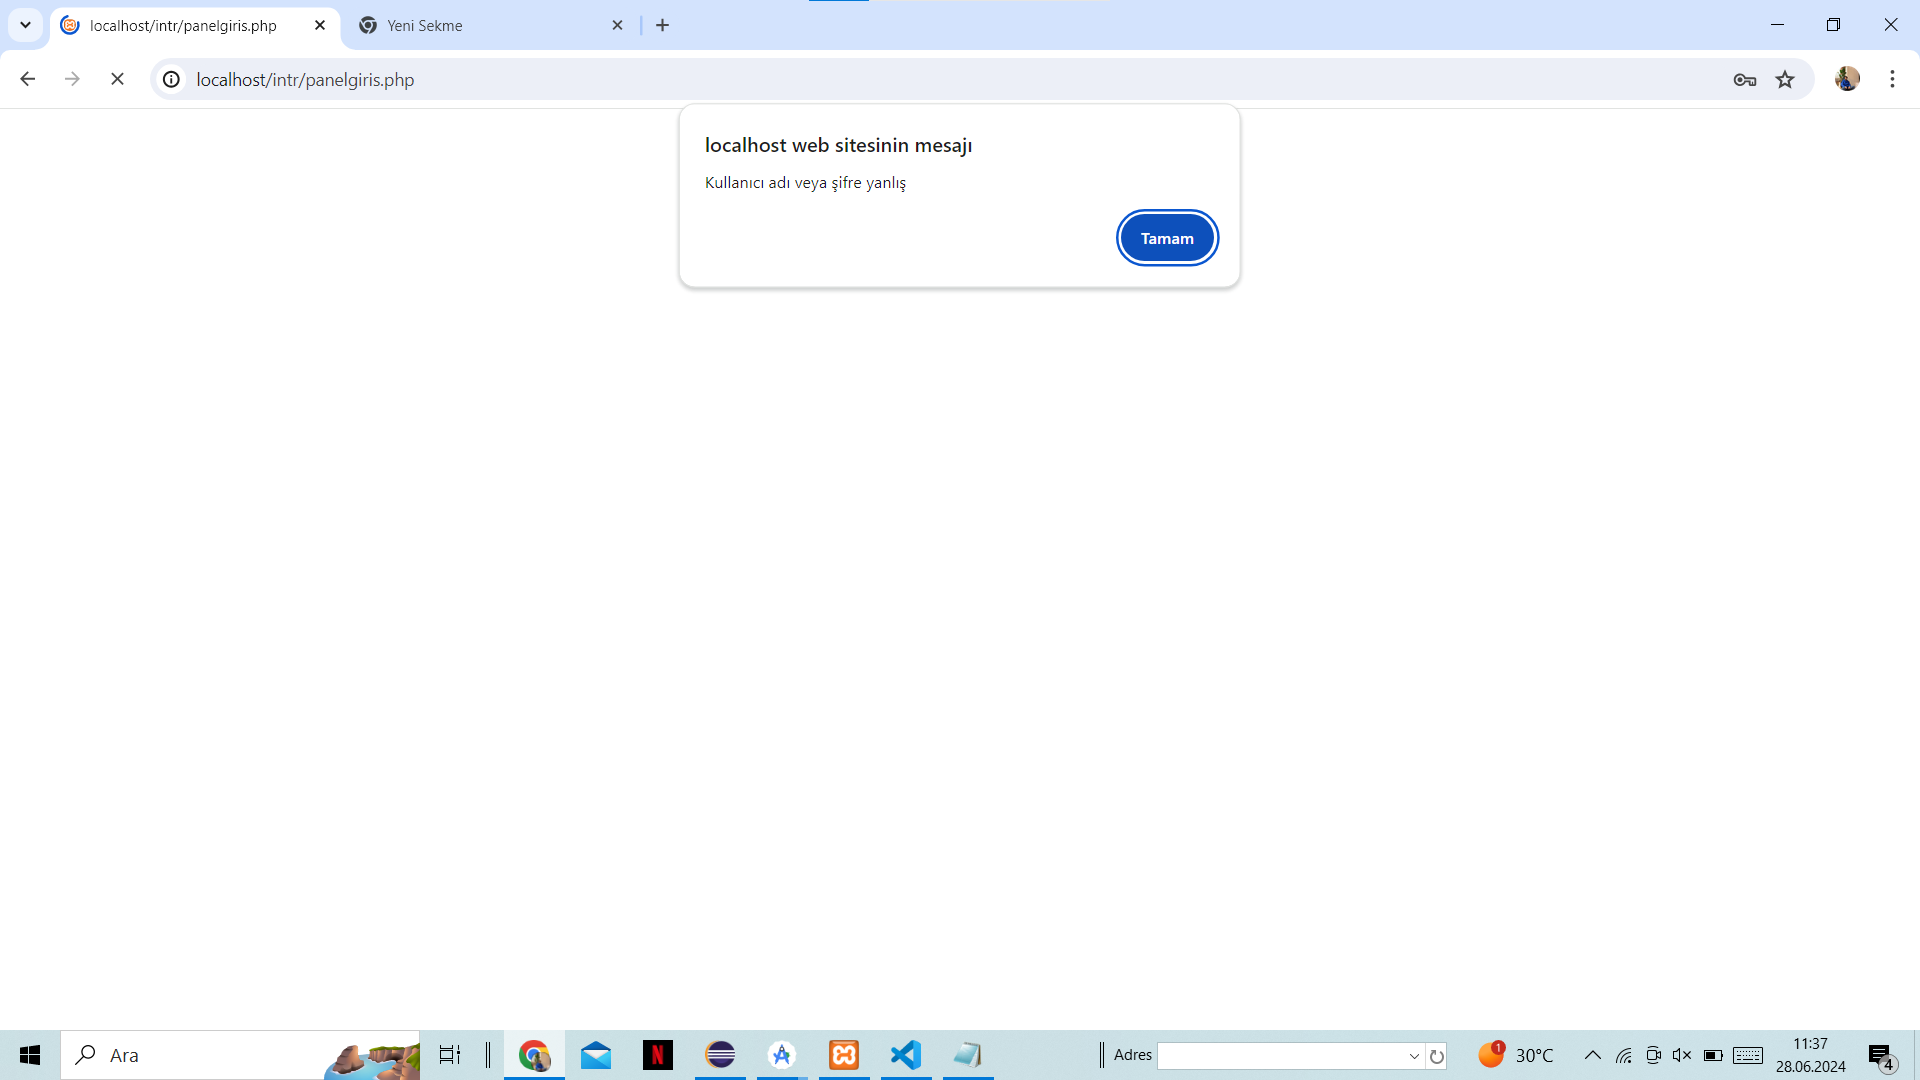 localhost/intr/panelgiris.php
Yeni Sekme
localhost/intr/panelgiris.php
localhost web sitesinin mesajı
Kullanıcı adı veya şifre yanlış
Tamam
Ara
N
Adres
1
30°C
11:37
28.06.2024
4